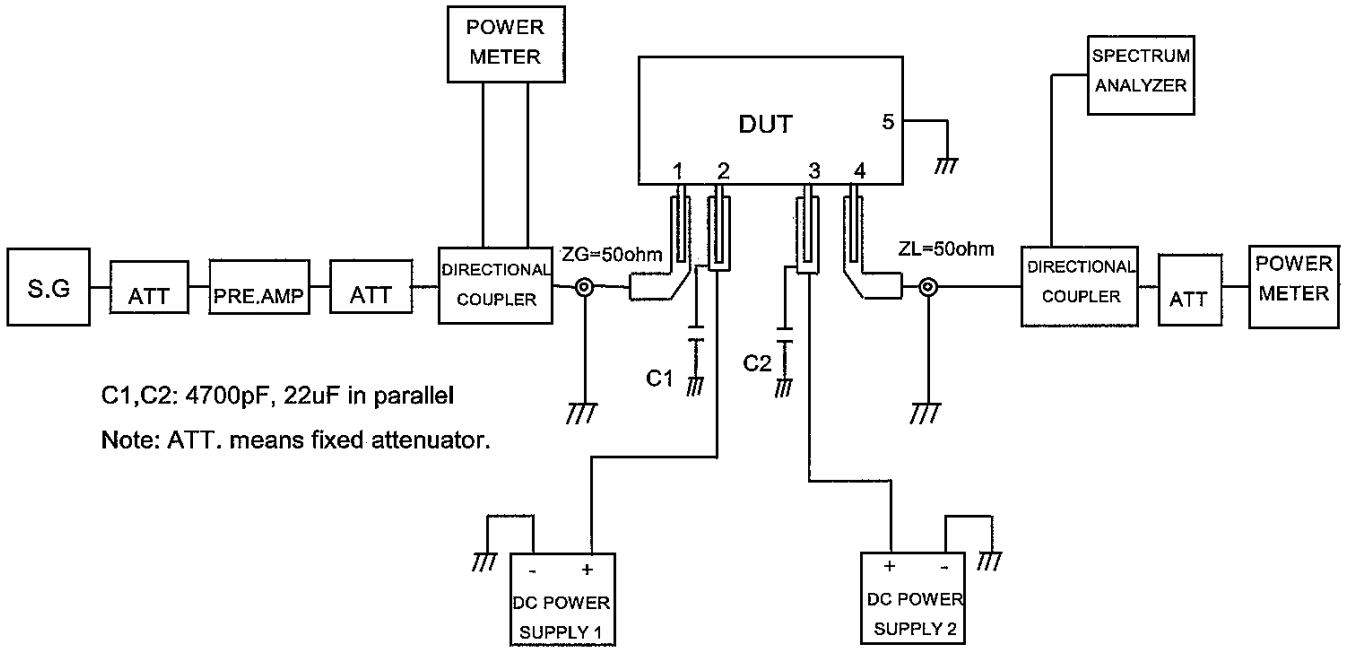 POWER
METER
SPECTRUM
ANALYZER
DUT
5
1
2
3
4
S.G
ATT
PRE.AMP
ATT
DIRECTIONAL
COUPLER
ZG=50ohm
ZL=50ohm
DIRECTIONAL
COUPLER
ATT
POWER
METER
C1
C2
C1,C2: 4700pF, 22uF in parallel
Note: ATT. means fixed attenuator.
- +
DC POWER
SUPPLY 1
+ -
DC POWER
SUPPLY 2